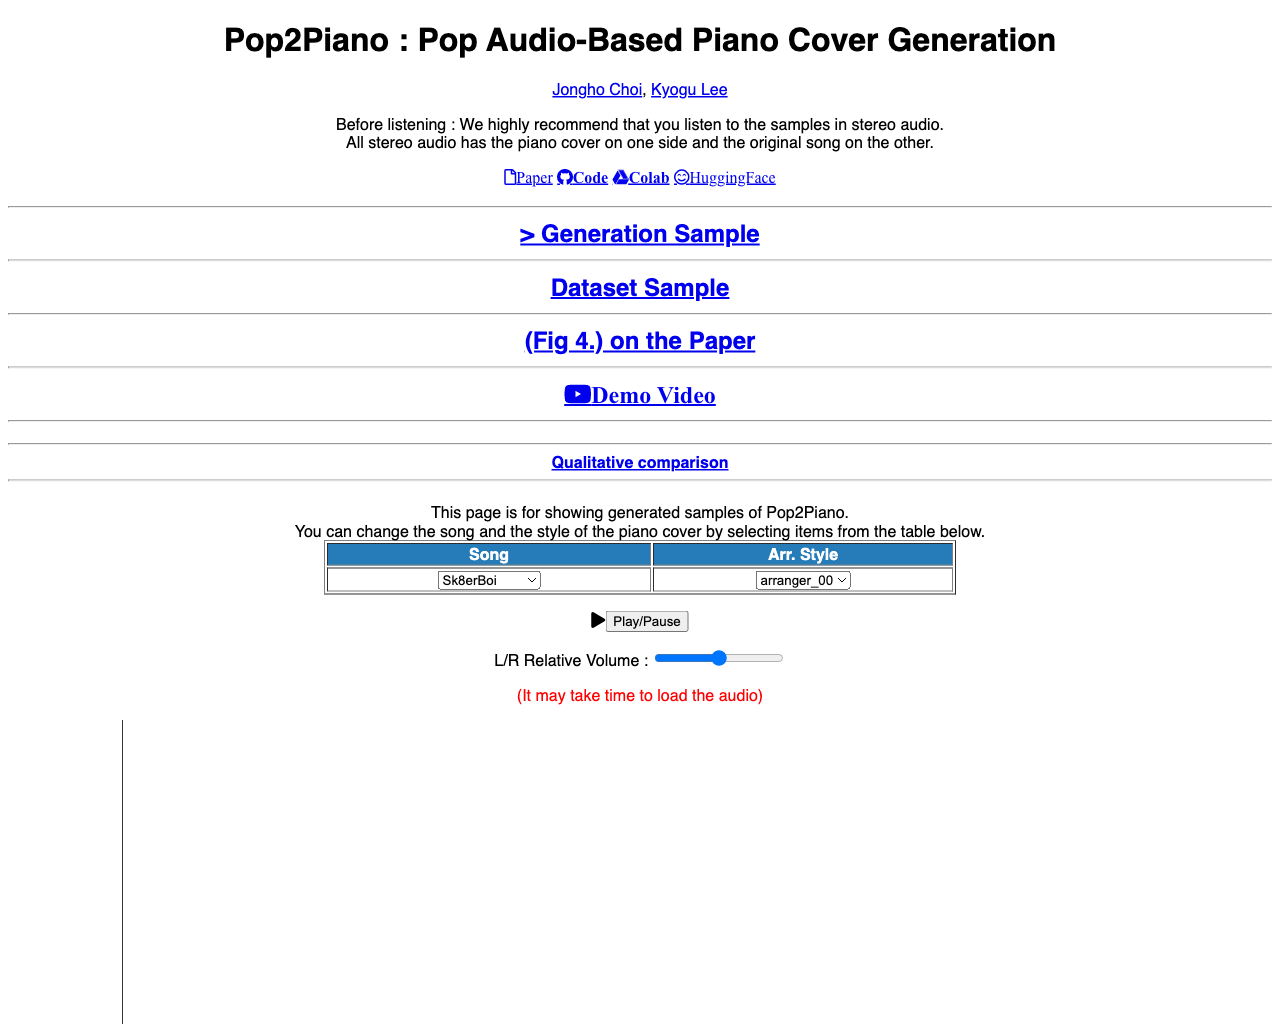 Pop2Piano : Pop Audio-Based Piano Cover Generation
Jongho Choi, Kyogu Lee
Before listening : We highly recommend that you listen to the samples in stereo audio.
All stereo audio has the piano cover on one side and the original song on the other.
Paper Code Colab HuggingFace
> Generation Sample
Dataset Sample
(Fig 4.) on the Paper
Demo Video
Qualitative comparison
This page is for showing generated samples of Pop2Piano.
You can change the song and the style of the piano cover by selecting items from the table below.
Song Arr. Style
Sk8erBoi arranger_00
Play/Pause
L/R Relative Volume :
(It may take time to load the audio)